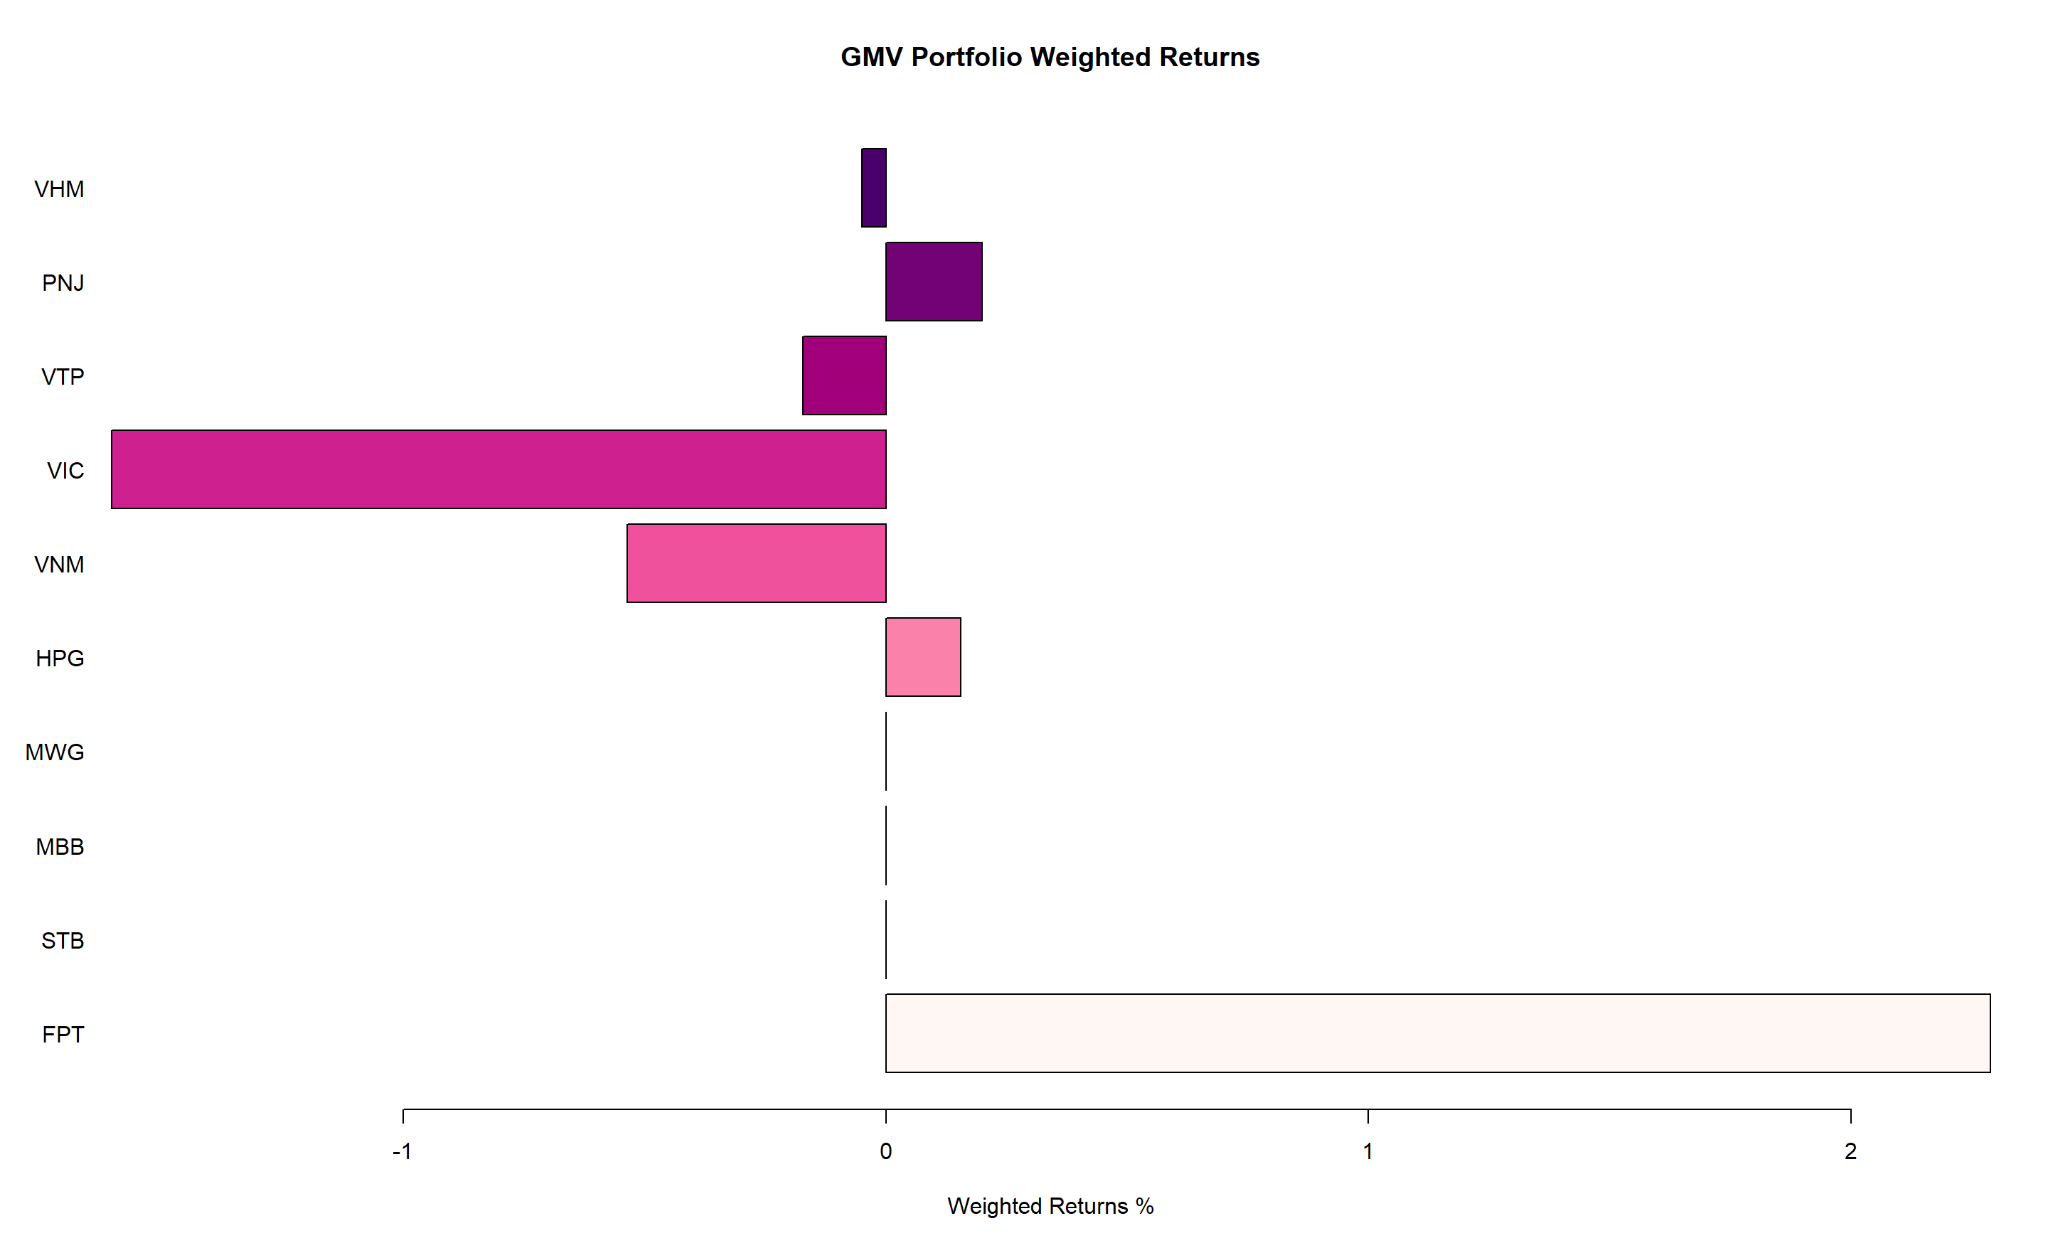 GMV Portfolio Weighted Returns
VHM
PNJ
VTP
VIC
VNM
HPG
MWG
MBB
STB
FPT
-1 0 1 2
Weighted Returns %